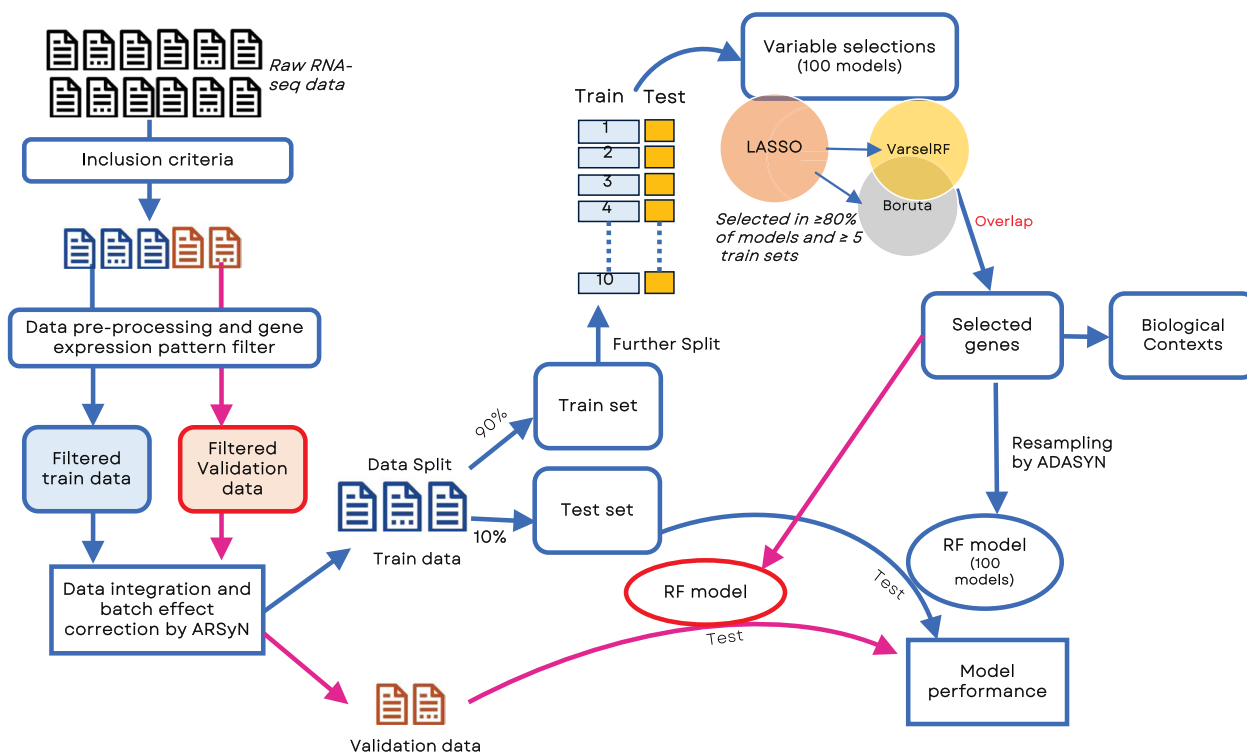 Raw RNA-
seq data
Inclusion criteria
Data pre-processing and gene
expression pattern filter
Filtered
train data
Filtered
Validation
data
Data integration and
batch effect
correction by ARSyN
Data Split
Train data
Validation data
90%
10%
Train set
Test set
Further Split
Train
Test
1
2
3
4
10
Variable selections
(100 models)
LASSO
VarselRF
Boruta
Selected in ≥80%
of models and ≥ 5
train sets
Overlap
Selected
genes
Biological
Contexts
Resampling
by ADASYN
RF model
(100
models)
RF model
Test
Test
Model
performance